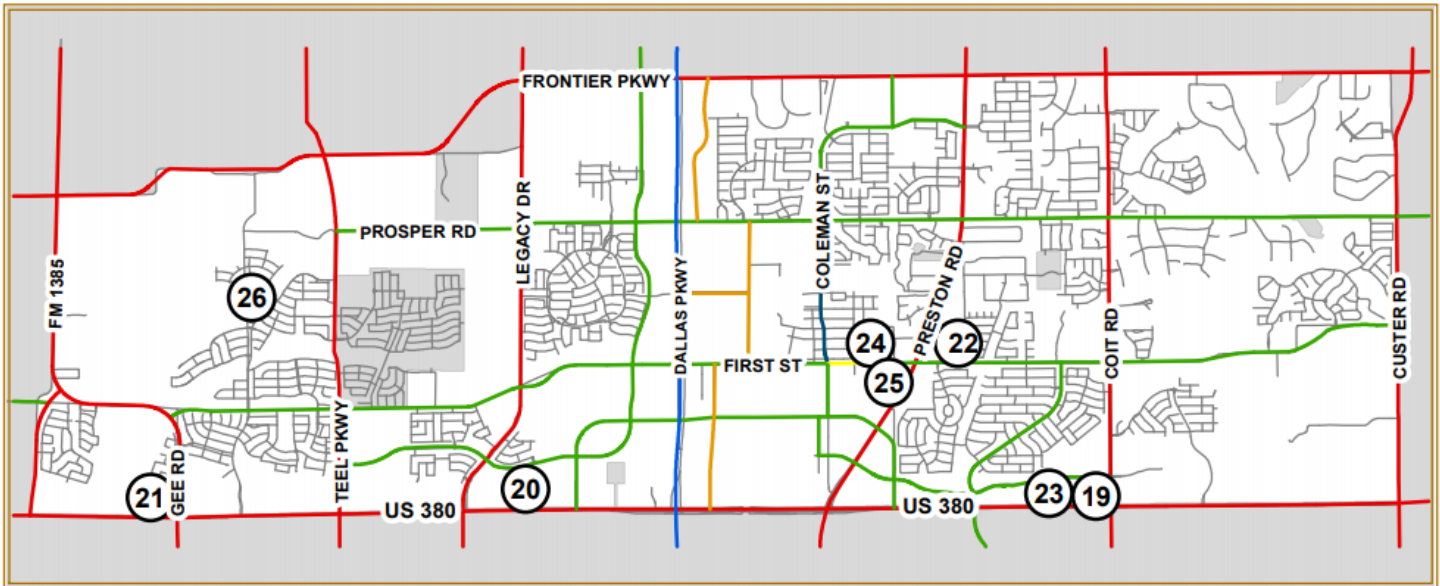 FRONTIER PKWY
COLEMAN ST
LEGACY DR
PROSPER RD
FM 1385
26
DALLAS PKWY
PRESTON RD
CUSTER RD
24
22
COIT RD
FIRST ST
25
TEEL PKWY
GEE RD
21
20
US 380
US 380
23
19